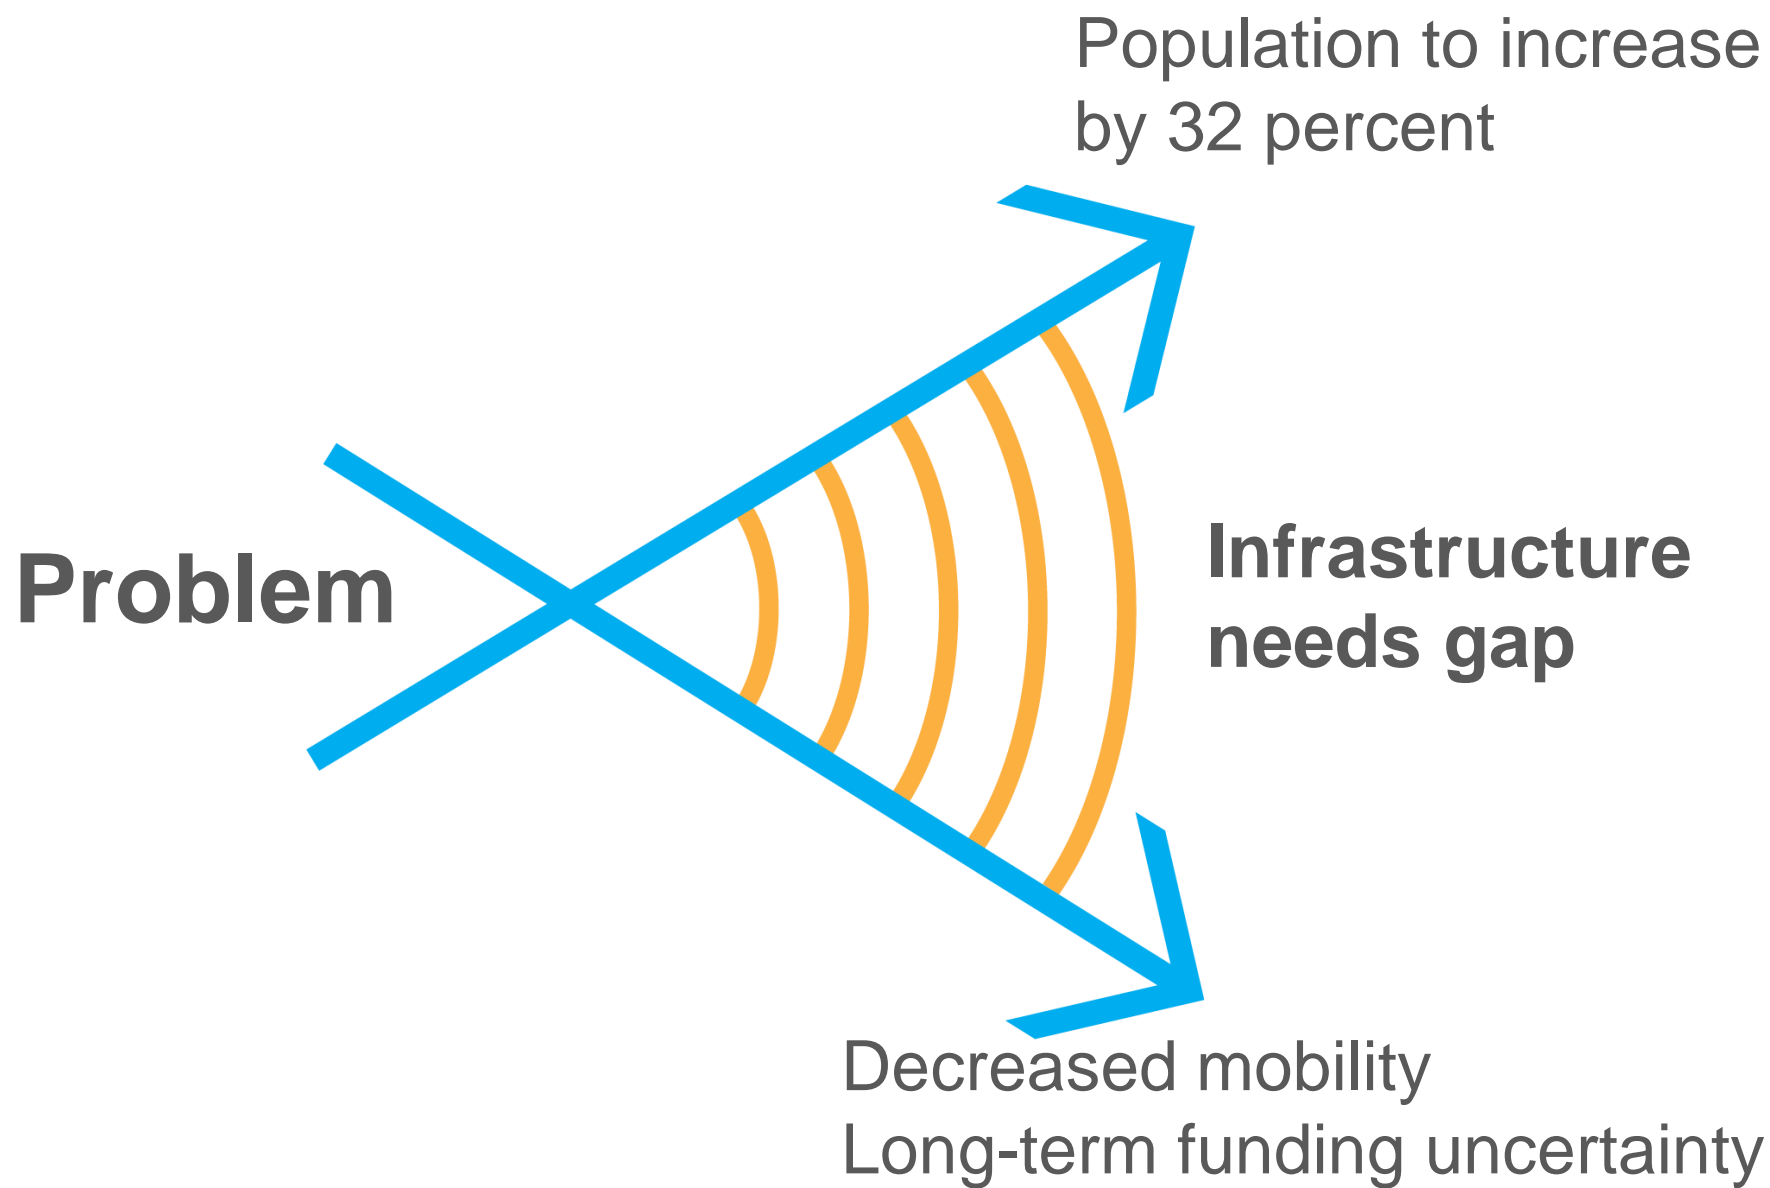 Population to increase
by 32 percent
Problem
Infrastructure
needs gap
Decreased mobility
Long-term funding uncertainty